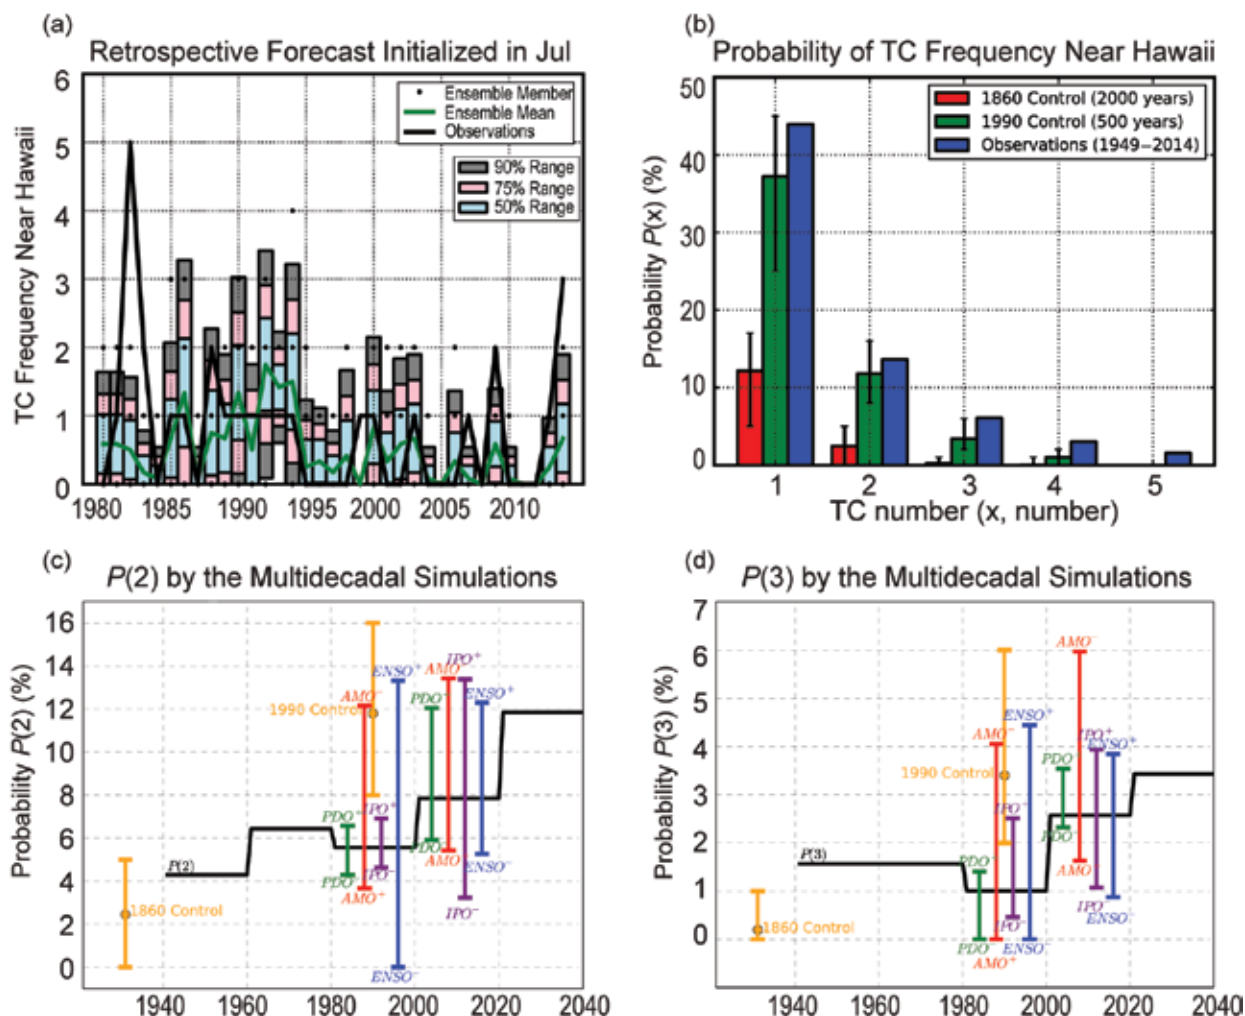 (a)
Retrospective Forecast Initialized in Jul
TC Frequency Near Hawaii
6
5
4
3
2
1
0
Ensemble Member
Ensemble Mean
Observations
90% Range
75% Range
50% Range
1980 1985 1990 1995 2000 2005 2010
(b)
Probability of TC Frequency Near Hawaii
Probability P(x) (%)
50
40
30
20
10
0
1860 Control (2000 years)
1990 Control (500 years)
Observations (1949−2014)
1 2 3 4 5
TC number (x, number)
(c)
P(2) by the Multidecadal Simulations
Probability P(2) (%)
16
14
12
10
8
6
4
2
0
IPO+
ENSO+ AMO−
AMO− PDO− ENSO+
1990 Control
PDO+ IPO+
P(2)
PDO− IPO− AMO+
PDO− AMO ENSO−
1860 Control
IPO−
ENSO−
1940 1960 1980 2000 2020 2040
(d)
P(3) by the Multidecadal Simulations
Probability P(3) (%)
7
6
5
4
3
2
1
0
AMO−
ENSO+
AMO− IPO+ ENSO+
1990 Control PDO
IPO+
P(3) PDO PDO− AMO
IPO− IPO− ENSO−
1860 Control
PDO− ENSO−
AMO+
1940 1960 1980 2000 2020 2040